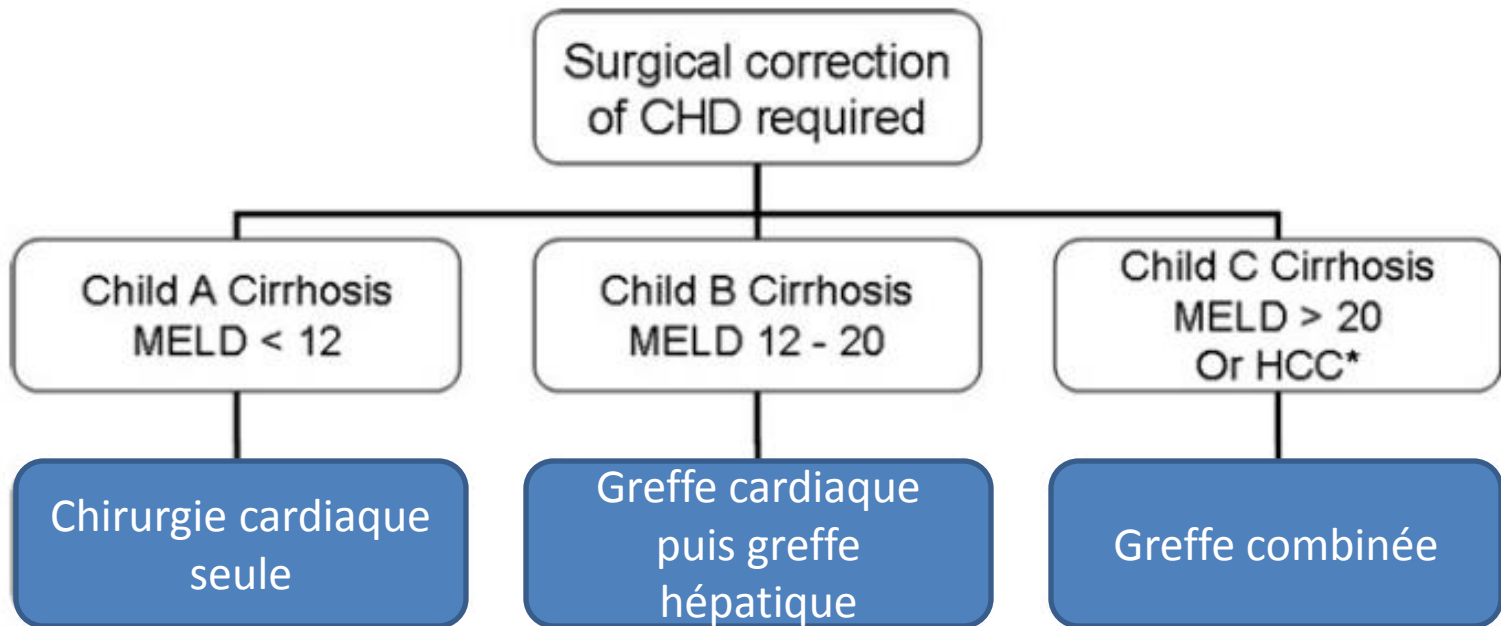 Surgical correction
of CHD required
Child A Cirrhosis
MELD < 12
Child B Cirrhosis
MELD 12 - 20
Child C Cirrhosis
MELD > 20
Or HCC*
Chirurgie cardiaque
seule
Greffe cardiaque
puis greffe
hépatique
Greffe combinée